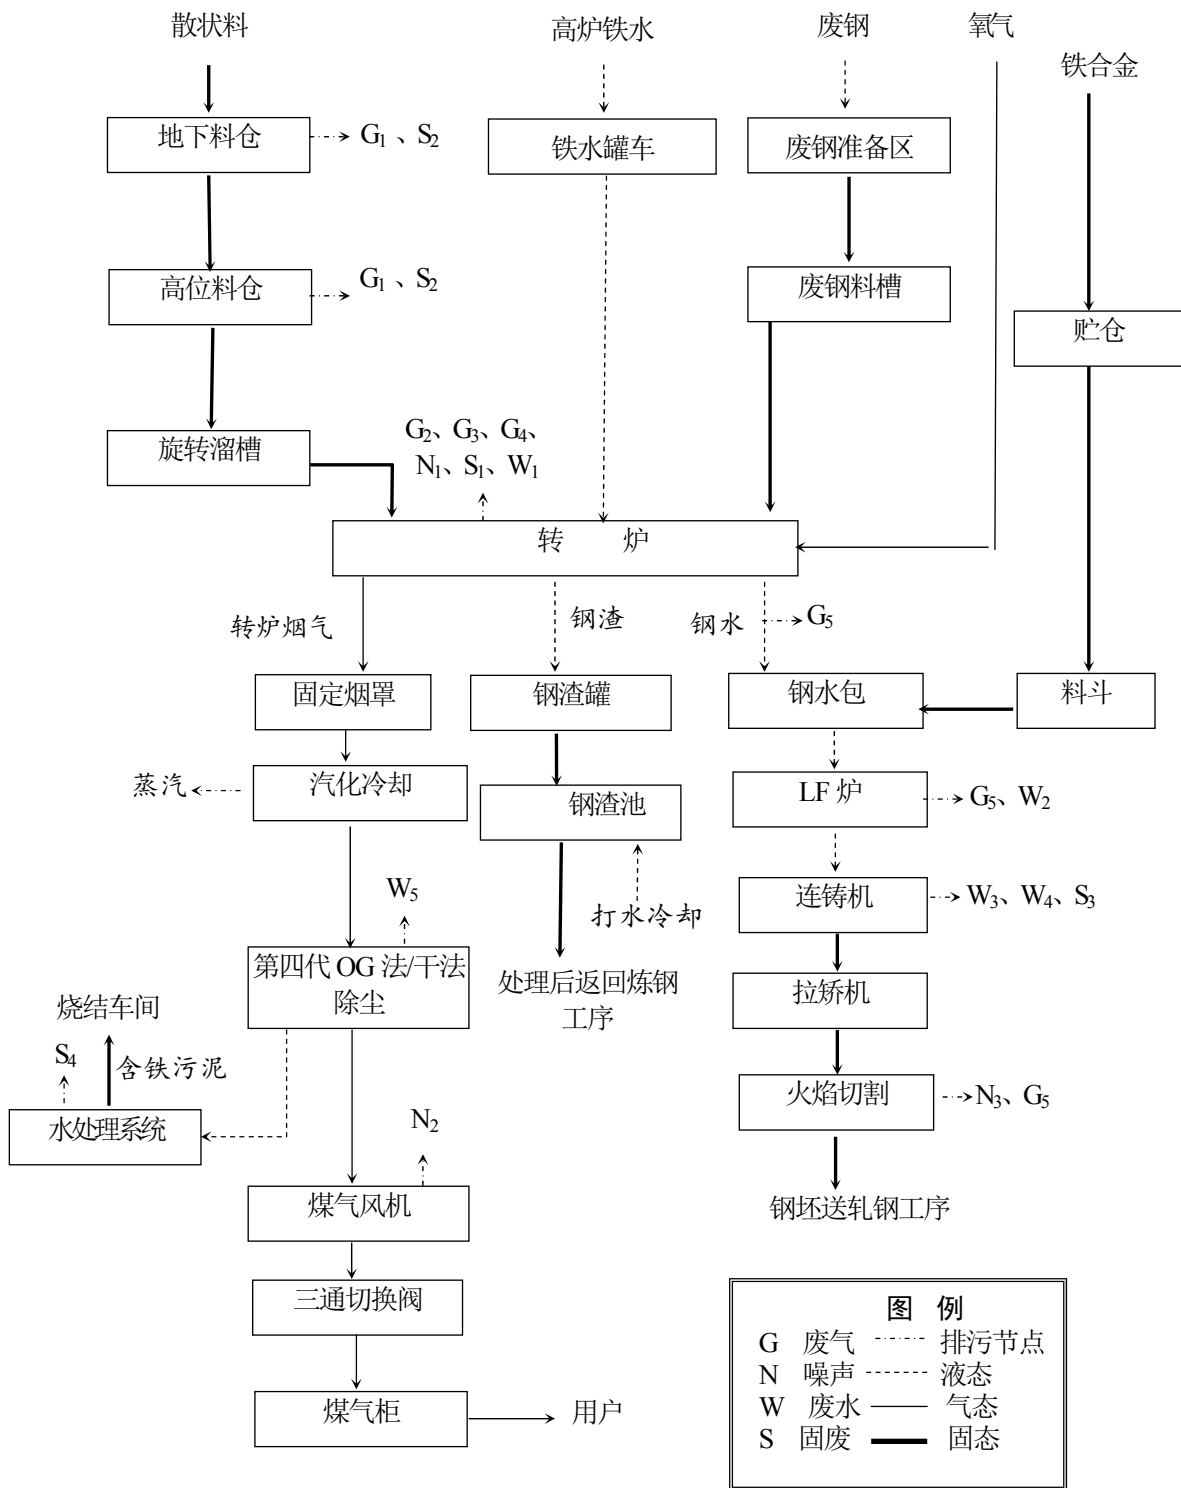 散状料
高炉铁水
废钢
氧气
铁合金
地下料仓
G₁、S₂
铁水罐车
废钢准备区
高位料仓
G₁、S₂
废钢料槽
贮仓
旋转溜槽
G₂、G₃、G₄、
N₁、S₁、W₁
转 炉
转炉烟气
钢渣
钢水
G₅
固定烟罩
钢渣罐
钢水包
料斗
蒸汽
汽化冷却
钢渣池
LF 炉
G₅、W₂
W₅
打水冷却
连铸机
W₃、W₄、S₃
第四代 OG 法/干法
除尘
处理后返回炼钢
工序
拉矫机
烧结车间
S₄
含铁污泥
火焰切割
N₃、G₅
水处理系统
N₂
煤气风机
钢坯送轧钢工序
三通切换阀
煤气柜
用户
图 例
G 废气 排污节点
N 噪声 液态
W 废水 气态
S 固废 固态